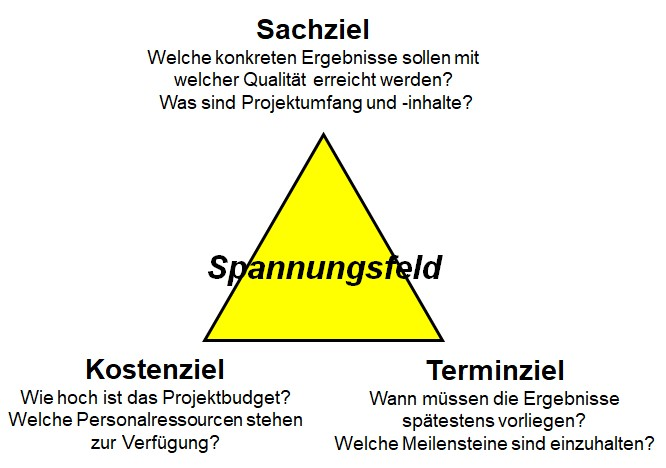 Sachziel
Welche konkreten Ergebnisse sollen mit
welcher Qualität erreicht werden?
Was sind Projektumfang und -inhalte?
Spannungsfeld
Kostenziel
Wie hoch ist das Projektbudget?
Welche Personalressourcen stehen
zur Verfügung?
Terminziel
Wann müssen die Ergebnisse
spätestens vorliegen?
Welche Meilensteine sind einzuhalten?